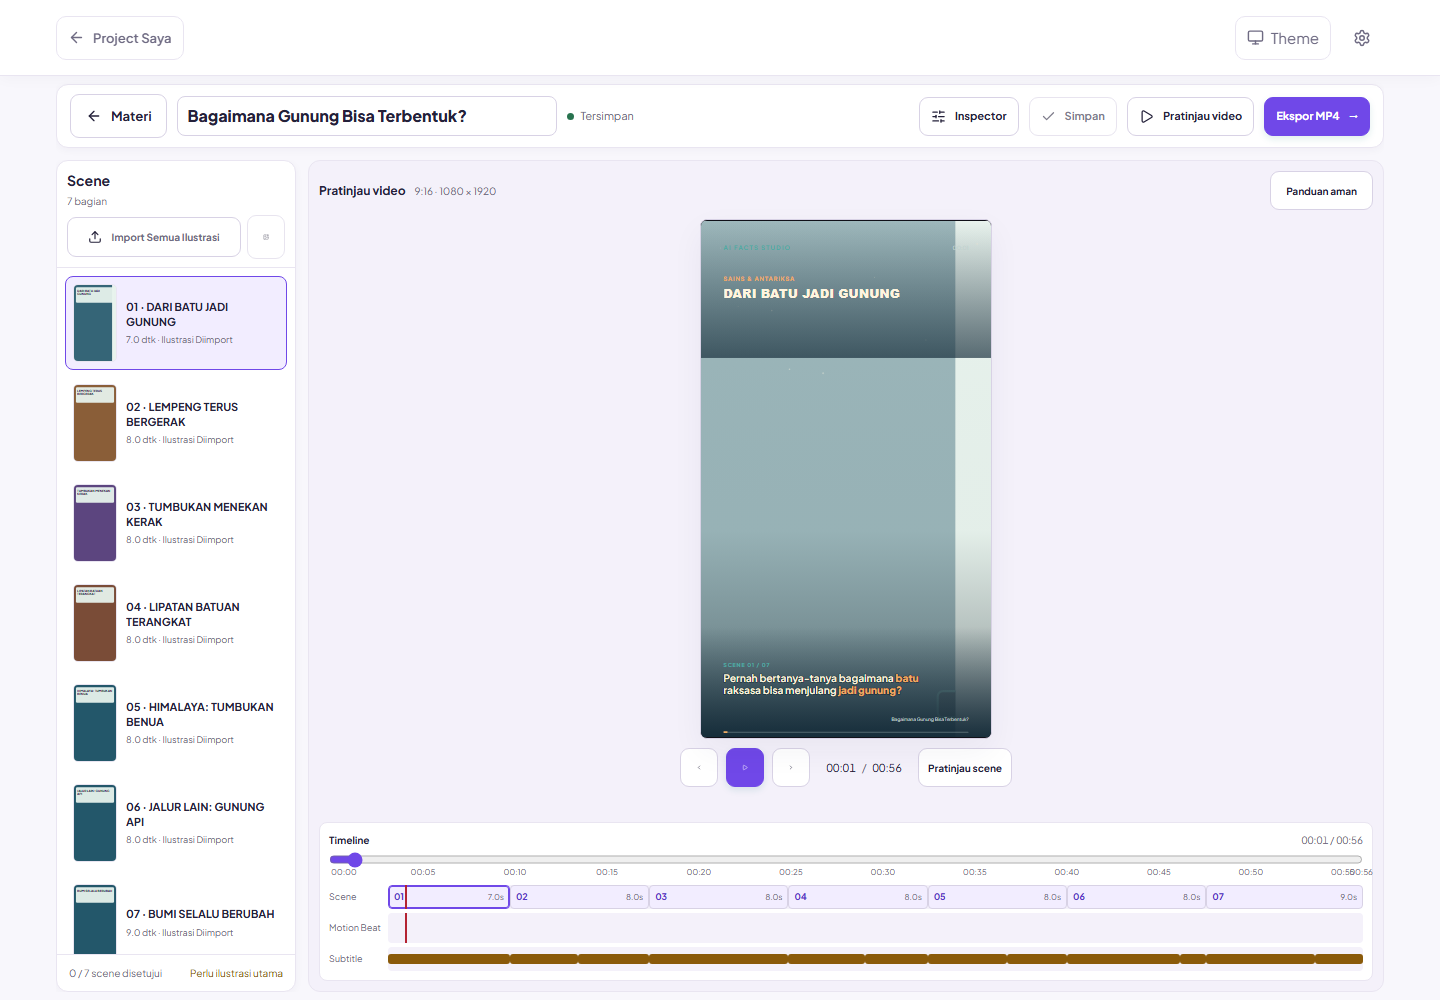 Project Saya
Theme
Materi
Bagaimana Gunung Bisa Terbentuk?
Tersimpan
Inspector
Simpan
Pratinjau video
Ekspor MP4 →
Scene
7 bagian
Import Semua Ilustrasi
01 · DARI BATU JADI
GUNUNG
7.0 dtk · Ilustrasi Diimport
02 · LEMPENG TERUS
BERGERAK
8.0 dtk · Ilustrasi Diimport
03 · TUMBUKAN MENEKAN
KERAK
8.0 dtk · Ilustrasi Diimport
04 · LIPATAN BATUAN
TERANGKAT
8.0 dtk · Ilustrasi Diimport
05 · HIMALAYA: TUMBUKAN
BENUA
8.0 dtk · Ilustrasi Diimport
06 · JALUR LAIN: GUNUNG
API
8.0 dtk · Ilustrasi Diimport
07 · BUMI SELALU BERUBAH
9.0 dtk · Ilustrasi Diimport
0 / 7 scene disetujui
Perlu ilustrasi utama
Pratinjau video 9:16 · 1080 × 1920
Panduan aman
SAINS & ANTARIKSA
DARI BATU JADI GUNUNG
SCENE 01 / 07
Pernah bertanya-tanya bagaimana batu
raksasa bisa menjulang jadi gunung?
Bagaimana Gunung Bisa Terbentuk?
00:01 / 00:56
Pratinjau scene
Timeline
00:01 / 00:56
00:00 00:05 00:10 00:15 00:20 00:25 00:30 00:35 00:40 00:45 00:50 00:55 00:56
Scene 01 7.0s 02 8.0s 03 8.0s 04 8.0s 05 8.0s 06 8.0s 07 9.0s
Motion Beat
Subtitle